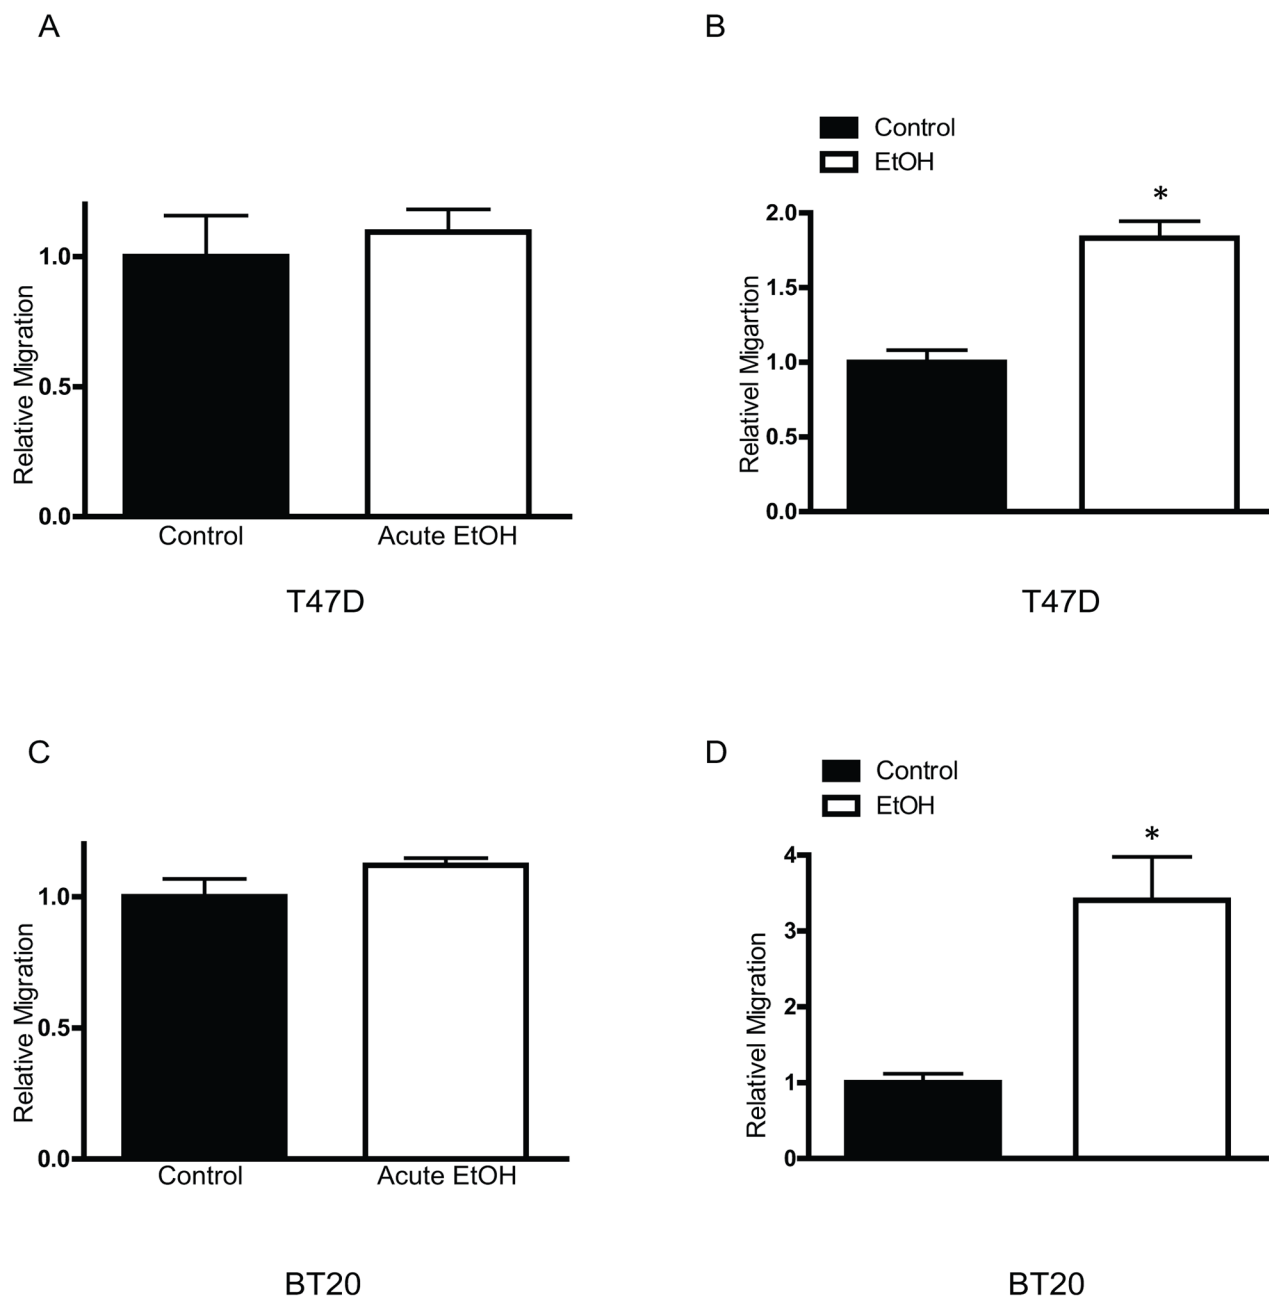 A
Relative Migration
1.0
0.5
0.0
Control
Acute EtOH
T47D
B
Control
EtOH
*
Relativel Migartion
2.0
1.5
1.0
0.5
0.0
T47D
C
Relative Migration
1.0
0.5
0.0
Control
Acute EtOH
BT20
D
Control
EtOH
*
Relativel Migration
4
3
2
1
0
BT20